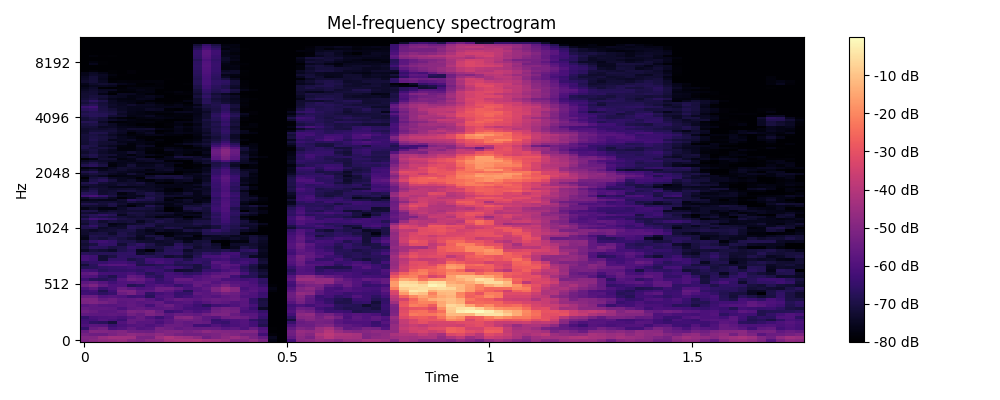 Mel-frequency spectrogram
Hz
8192
4096
2048
1024
512
0
0
0.5
1
1.5
Time
-10 dB
-20 dB
-30 dB
-40 dB
-50 dB
-60 dB
-70 dB
-80 dB